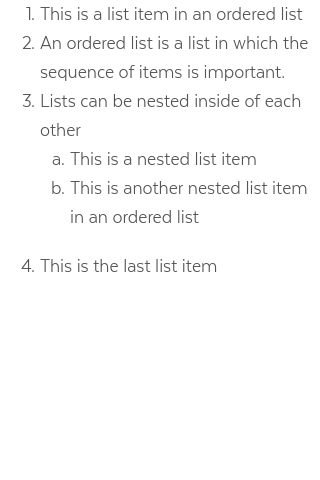 1. This is a list item in an ordered list
2. An ordered list is a list in which the
sequence of items is important.
3. Lists can be nested inside of each
other
a. This is a nested list item
b. This is another nested list item
in an ordered list
4. This is the last list item